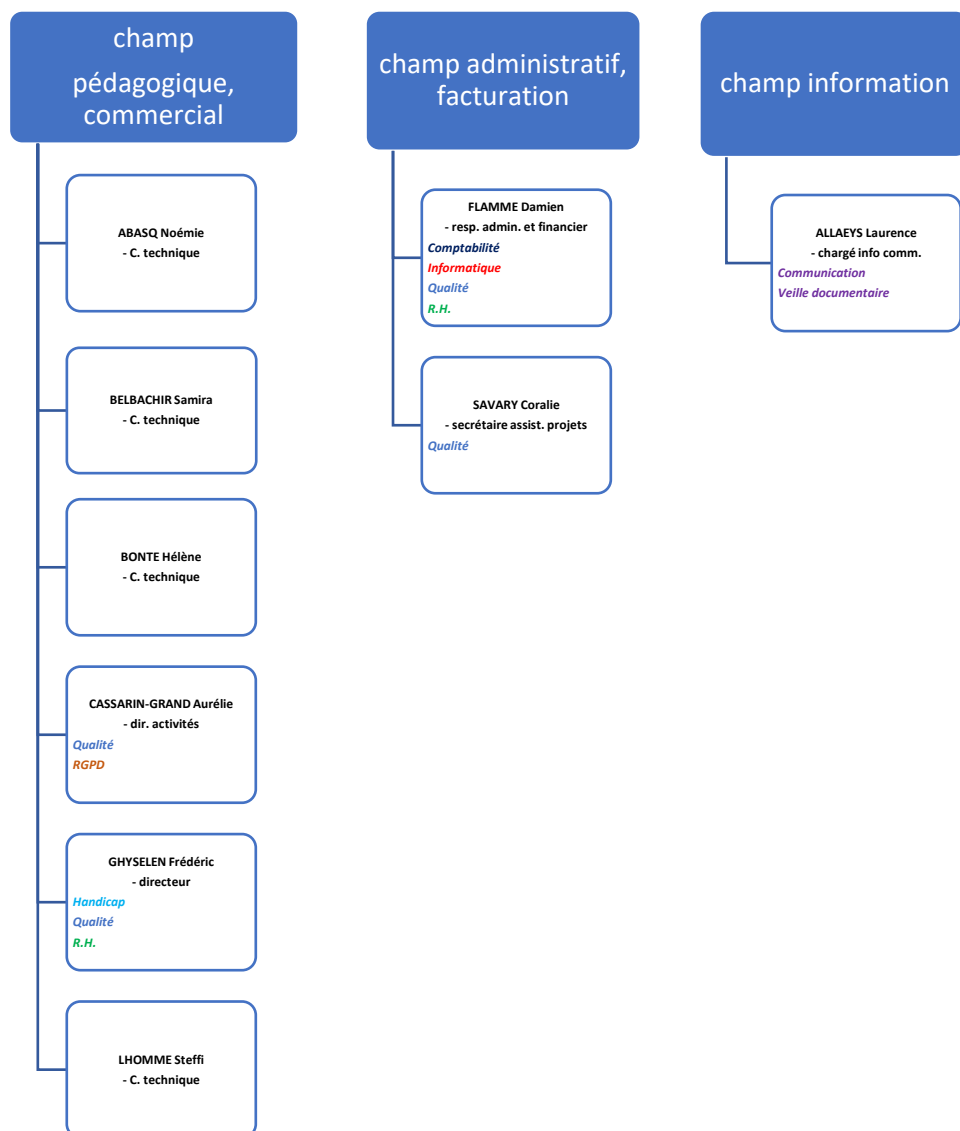 champ
pédagogique,
commercial
ABASQ Noémie
- C. technique
BELBACHIR Samira
- C. technique
BONTE Hélène
- C. technique
CASSARIN-GRAND Aurélie
- dir. activités
Qualité
RGPD
GHYSELEN Frédéric
- directeur
Handicap
Qualité
R.H.
LHOMME Steffi
- C. technique
champ administratif,
facturation
FLAMME Damien
- resp. admin. et financier
Comptabilité
Informatique
Qualité
R.H.
SAVARY Coralie
- secrétaire assist. projets
Qualité
champ information
ALLAEYS Laurence
- chargé info comm.
Communication
Veille documentaire